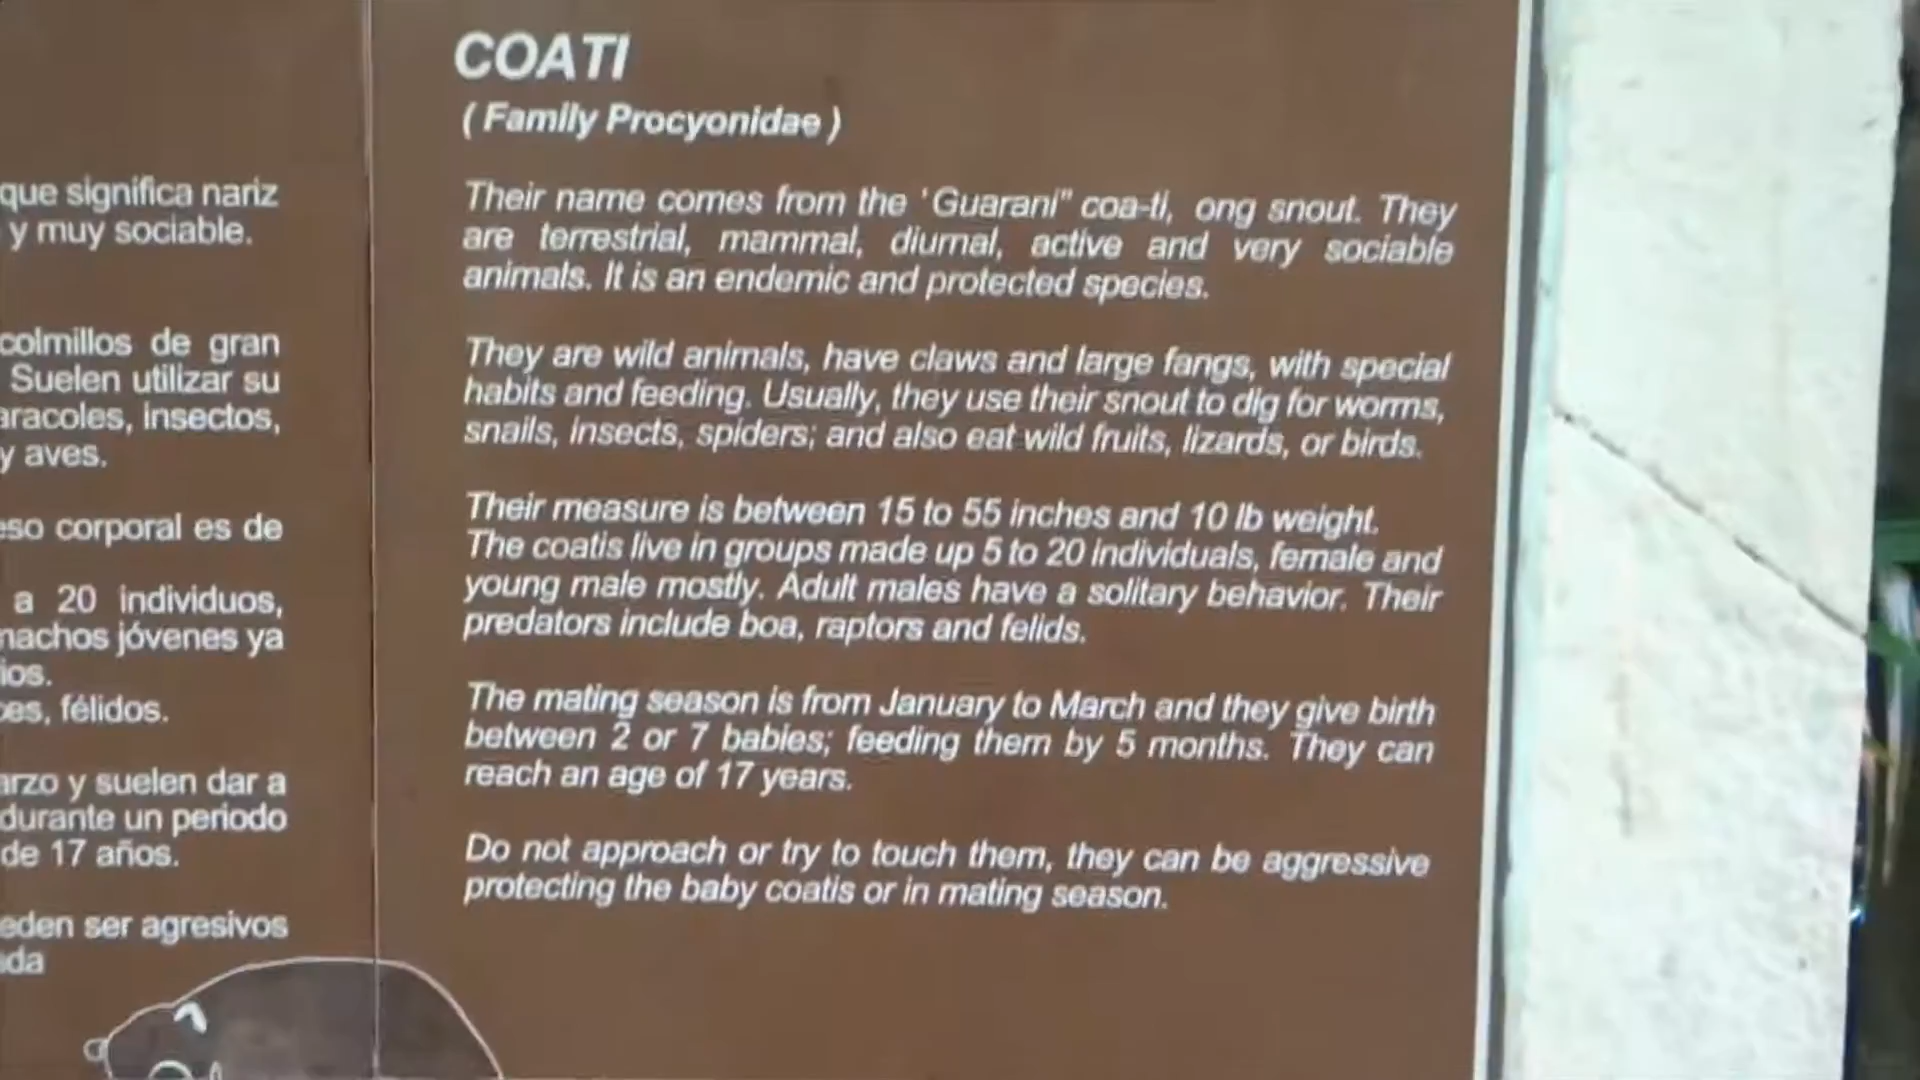 que significa nariz
y muy sociable.
colmillos de gran
Suelen utilizar su
aracoles, insectos,
y aves.
eso corporal es de
a 20 individuos,
machos jóvenes ya
ios.
es, félidos.
arzo y suelen dar a
durante un periodo
de 17 años.
eden ser agresivos
da
COATI
( Family Procyonidae )
Their name comes from the 'Guarani" coa-ti, ong snout. They
are terrestrial, mammal, diurnal, active and very sociable
animals. It is an endemic and protected species.
They are wild animals, have claws and large fangs, with special
habits and feeding. Usually, they use their snout to dig for worms,
snails, insects, spiders; and also eat wild fruits, lizards, or birds.
Their measure is between 15 to 55 inches and 10 lb weight.
The coatis live in groups made up 5 to 20 individuals, female and
young male mostly. Adult males have a solitary behavior. Their
predators include boa, raptors and felids.
The mating season is from January to March and they give birth
between 2 or 7 babies; feeding them by 5 months. They can
reach an age of 17 years.
Do not approach or try to touch them, they can be aggressive
protecting the baby coatis or in mating season.